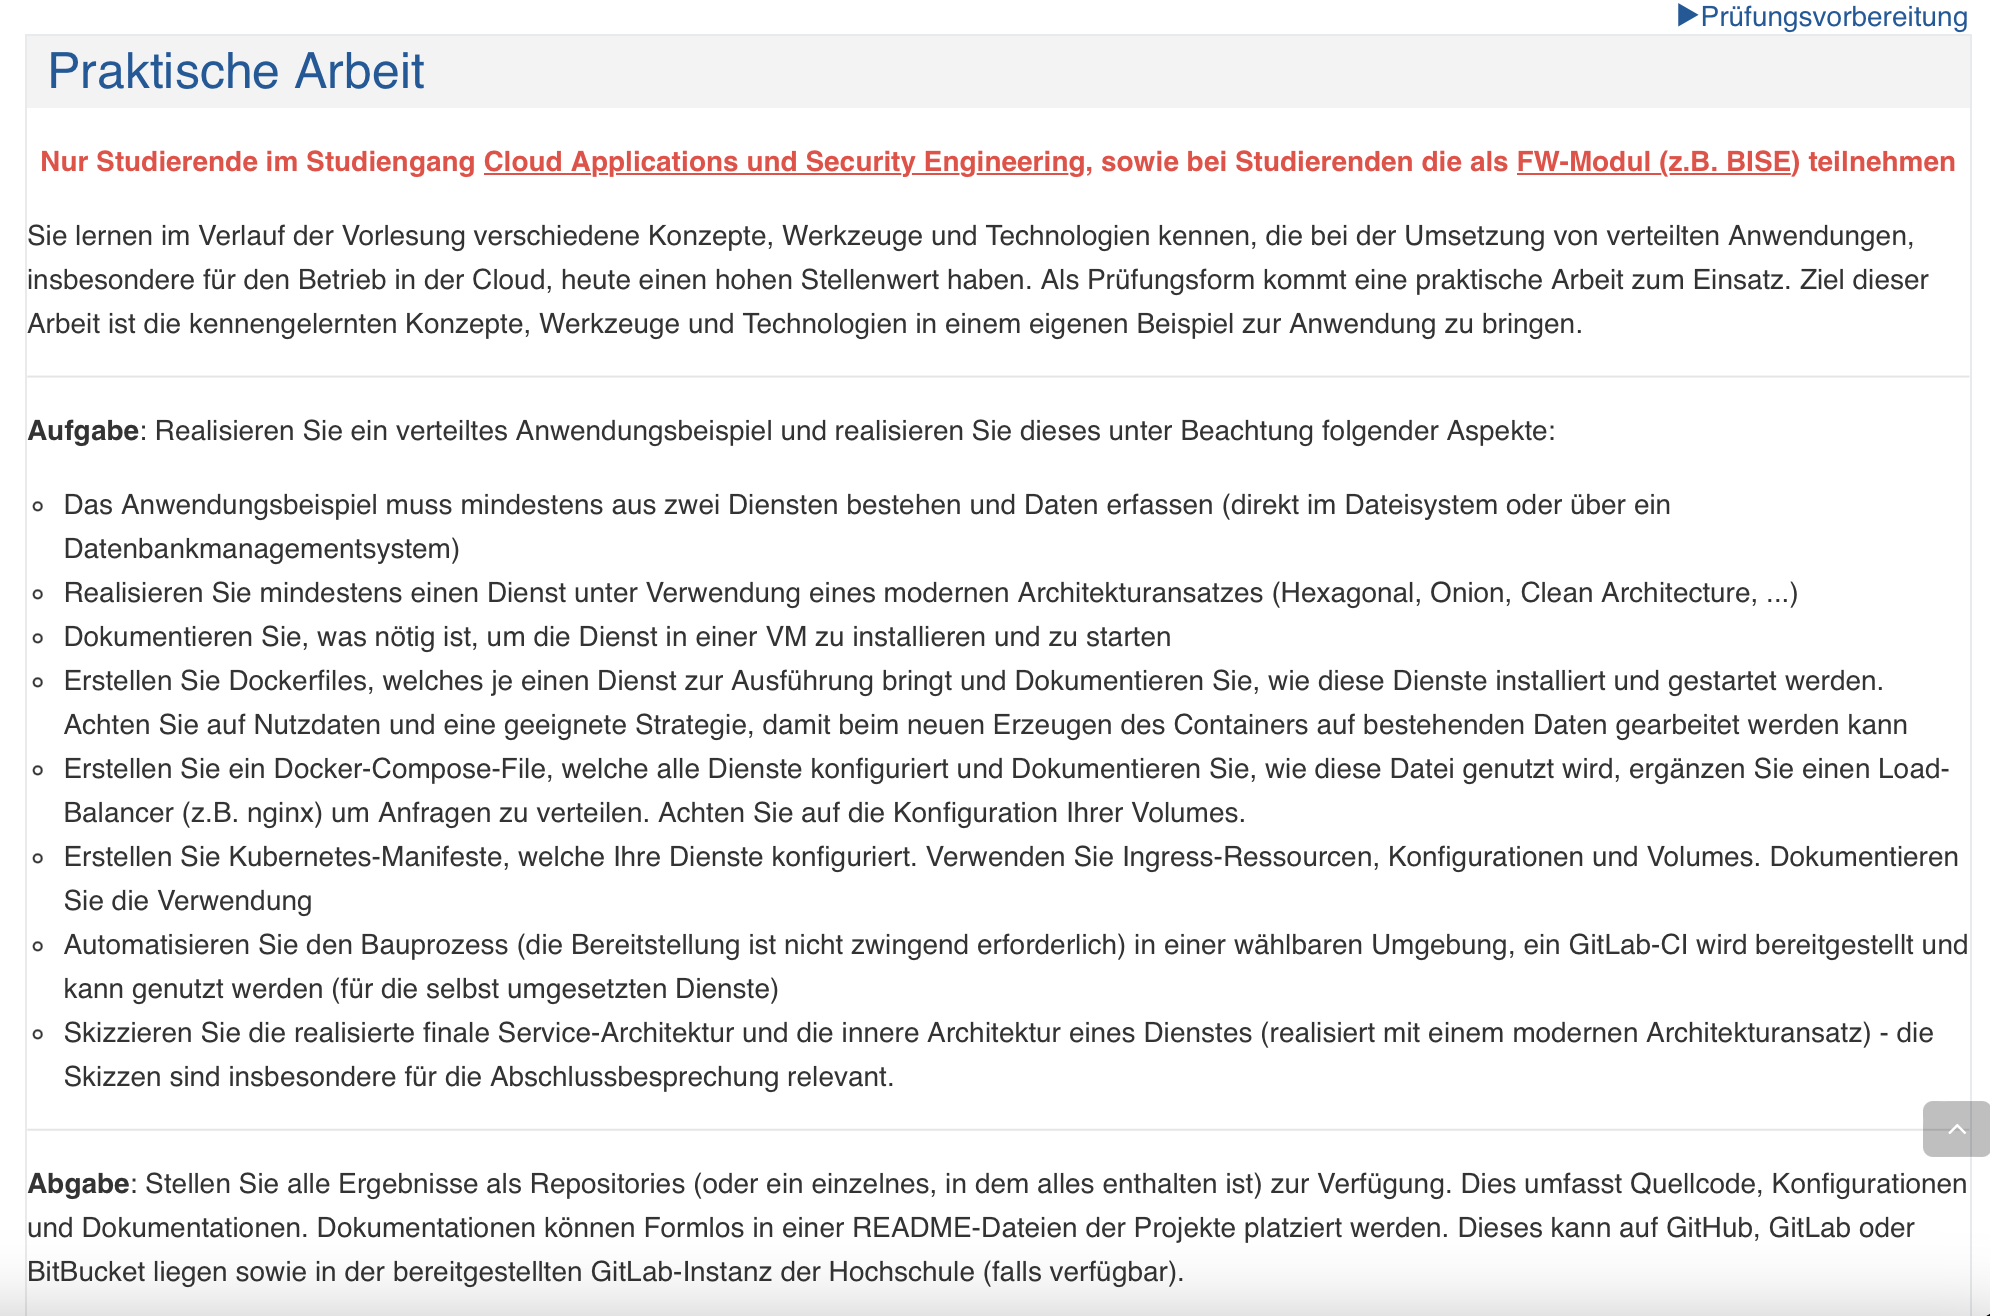 ▶Prüfungsvorbereitung
Praktische Arbeit
Nur Studierende im Studiengang Cloud Applications und Security Engineering, sowie bei Studierenden die als FW-Modul (z.B. BISE) teilnehmen
Sie lernen im Verlauf der Vorlesung verschiedene Konzepte, Werkzeuge und Technologien kennen, die bei der Umsetzung von verteilten Anwendungen,
insbesondere für den Betrieb in der Cloud, heute einen hohen Stellenwert haben. Als Prüfungsform kommt eine praktische Arbeit zum Einsatz. Ziel dieser
Arbeit ist die kennengelernten Konzepte, Werkzeuge und Technologien in einem eigenen Beispiel zur Anwendung zu bringen.
Aufgabe: Realisieren Sie ein verteiltes Anwendungsbeispiel und realisieren Sie dieses unter Beachtung folgender Aspekte:
Das Anwendungsbeispiel muss mindestens aus zwei Diensten bestehen und Daten erfassen (direkt im Dateisystem oder über ein
Datenbankmanagementsystem)
Realisieren Sie mindestens einen Dienst unter Verwendung eines modernen Architekturansatzes (Hexagonal, Onion, Clean Architecture, ...)
Dokumentieren Sie, was nötig ist, um die Dienst in einer VM zu installieren und zu starten
Erstellen Sie Dockerfiles, welches je einen Dienst zur Ausführung bringt und Dokumentieren Sie, wie diese Dienste installiert und gestartet werden.
Achten Sie auf Nutzdaten und eine geeignete Strategie, damit beim neuen Erzeugen des Containers auf bestehenden Daten gearbeitet werden kann
Erstellen Sie ein Docker-Compose-File, welche alle Dienste konfiguriert und Dokumentieren Sie, wie diese Datei genutzt wird, ergänzen Sie einen Load-
Balancer (z.B. nginx) um Anfragen zu verteilen. Achten Sie auf die Konfiguration Ihrer Volumes.
Erstellen Sie Kubernetes-Manifeste, welche Ihre Dienste konfiguriert. Verwenden Sie Ingress-Ressourcen, Konfigurationen und Volumes. Dokumentieren
Sie die Verwendung
Automatisieren Sie den Bauprozess (die Bereitstellung ist nicht zwingend erforderlich) in einer wählbaren Umgebung, ein GitLab-CI wird bereitgestellt und
kann genutzt werden (für die selbst umgesetzten Dienste)
Skizzieren Sie die realisierte finale Service-Architektur und die innere Architektur eines Dienstes (realisiert mit einem modernen Architekturansatz) - die
Skizzen sind insbesondere für die Abschlussbesprechung relevant.
Abgabe: Stellen Sie alle Ergebnisse als Repositories (oder ein einzelnes, in dem alles enthalten ist) zur Verfügung. Dies umfasst Quellcode, Konfigurationen
und Dokumentationen. Dokumentationen können Formlos in einer README-Dateien der Projekte platziert werden. Dieses kann auf GitHub, GitLab oder
BitBucket liegen sowie in der bereitgestellten GitLab-Instanz der Hochschule (falls verfügbar).